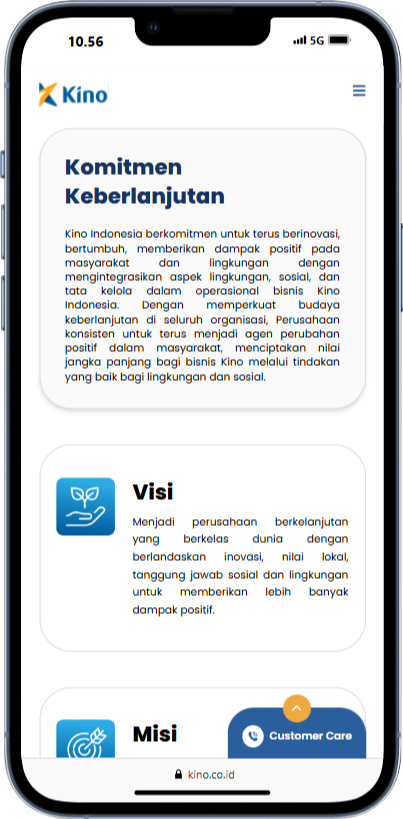 10.56
5G
Kino
Komitmen
Keberlanjutan
Kino Indonesia berkomitmen untuk terus berinovasi,
bertumbuh, memberikan dampak positif pada
masyarakat dan lingkungan dengan
mengintegrasikan aspek lingkungan, sosial, dan
tata kelola dalam operasional bisnis Kino
Indonesia. Dengan memperkuat budaya
keberlanjutan di seluruh organisasi, Perusahaan
konsisten untuk terus menjadi agen perubahan
positif dalam masyarakat, menciptakan nilai
jangka panjang bagi bisnis Kino melalui tindakan
yang baik bagi lingkungan dan sosial.
Visi
Menjadi perusahaan berkelanjutan
yang berkelas dunia dengan
berlandaskan inovasi, nilai lokal,
tanggung jawab sosial dan lingkungan
untuk memberikan lebih banyak
dampak positif.
Misi
Customer Care
kino.co.id